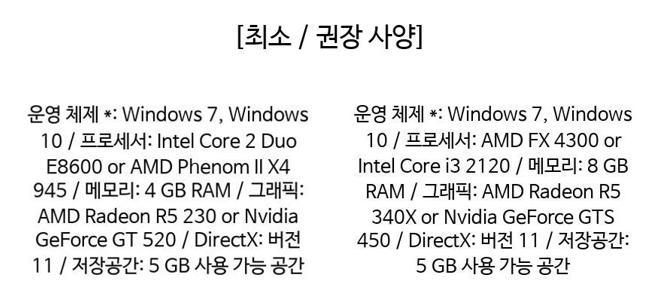 [최소 / 권장 사양]
운영 체제 *: Windows 7, Windows
10 / 프로세서: Intel Core 2 Duo
E8600 or AMD Phenom II X4
945 / 메모리: 4 GB RAM / 그래픽:
AMD Radeon R5 230 or Nvidia
GeForce GT 520 / DirectX: 버전
11 / 저장공간: 5 GB 사용 가능 공간
운영 체제 *: Windows 7, Windows
10 / 프로세서: AMD FX 4300 or
Intel Core i3 2120 / 메모리: 8 GB
RAM / 그래픽: AMD Radeon R5
340X or Nvidia GeForce GTS
450 / DirectX: 버전 11 / 저장공간:
5 GB 사용 가능 공간